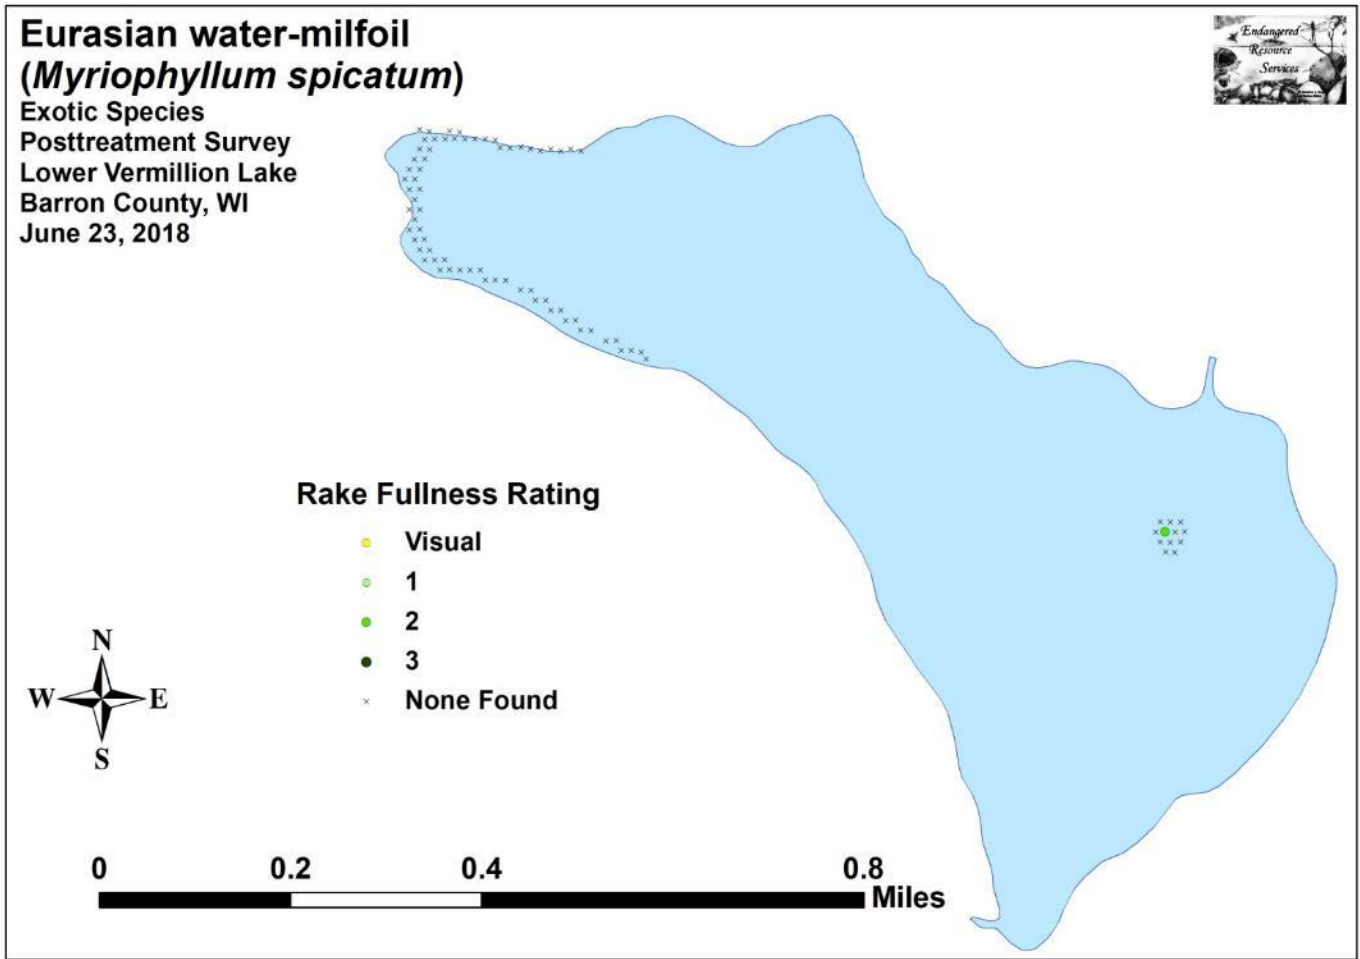 Eurasian water-milfoil
(Myriophyllum spicatum)
Exotic Species
Posttreatment Survey
Lower Vermillion Lake
Barron County, WI
June 23, 2018
Endangered
Resource
Services
Rake Fullness Rating
Visual
1
2
3
None Found
N
W E
S
0 0.2 0.4 0.8
Miles